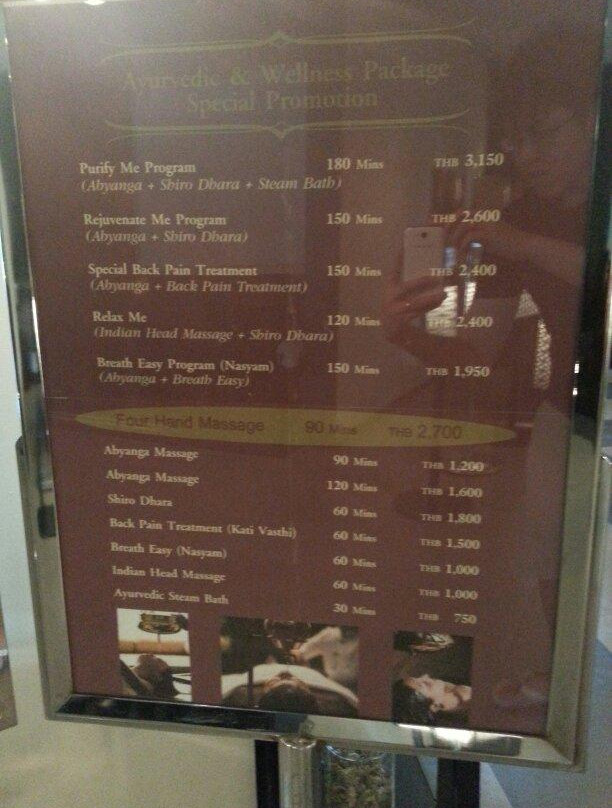 Ayurvedic & Wellness Package
Special Promotion
Purify Me Program 180 Mins THB 3,150
(Abyanga + Shiro Dhara + Steam Bath)
Rejuvenate Me Program 150 Mins THB 2,600
(Abyanga + Shiro Dhara)
Special Back Pain Treatment 150 Mins THB 2,400
(Abyanga + Back Pain Treatment)
Relax Me 120 Mins THB 2,400
(Indian Head Massage + Shiro Dhara)
Breath Easy Program (Nasyam) 150 Mins THB 1,950
(Abyanga + Breath Easy)
Four Hand Massage 90 Mins THB 2,700
Abyanga Massage 90 Mins THB 1,200
Abyanga Massage 120 Mins THB 1,600
Shiro Dhara 60 Mins THB 1,800
Back Pain Treatment (Kati Vasthi) 60 Mins THB 1,500
Breath Easy (Nasyam) 60 Mins THB 1,000
Indian Head Massage 60 Mins THB 1,000
Ayurvedic Steam Bath 30 Mins THB 750